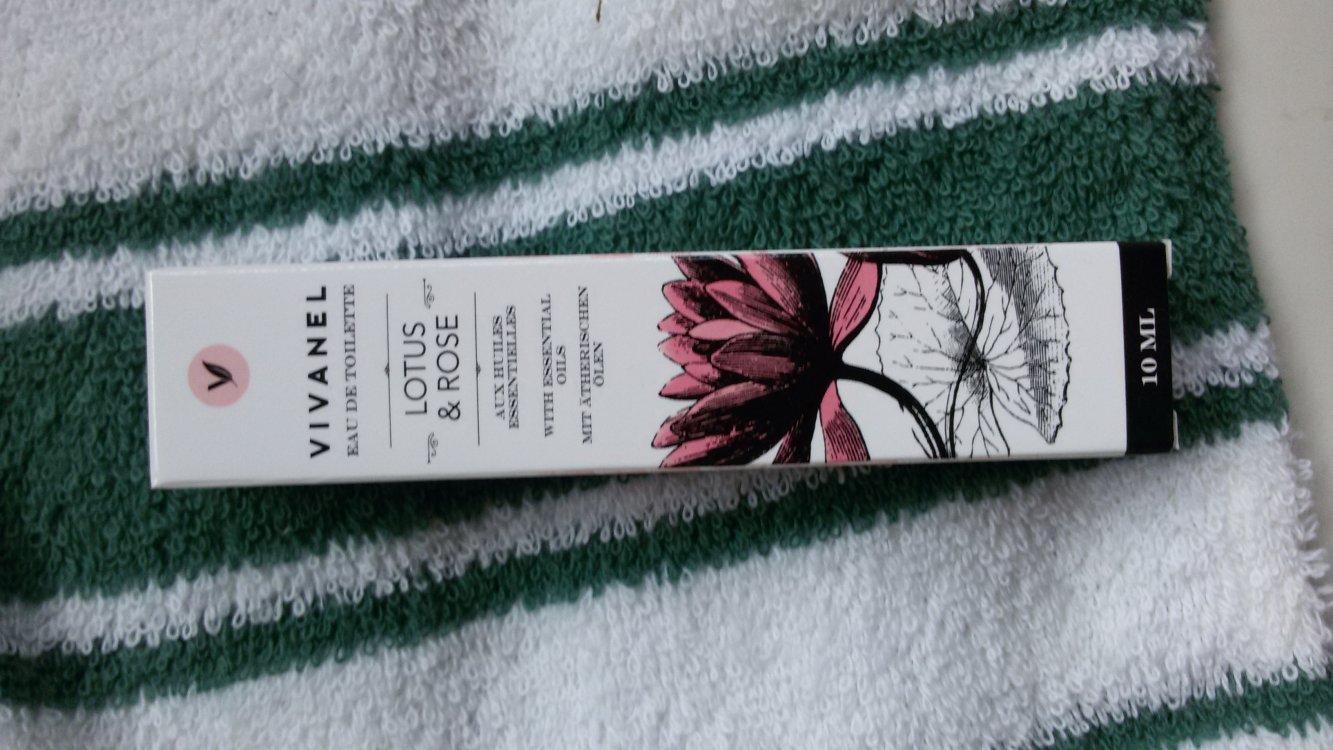 V
VIVANEL
EAU DE TOILETTE
LOTUS
& ROSE
AUX HUILES
ESSENTIELLES
WITH ESSENTIAL
OILS
MIT ÄTHERISCHEN
ÖLEN
10 ML